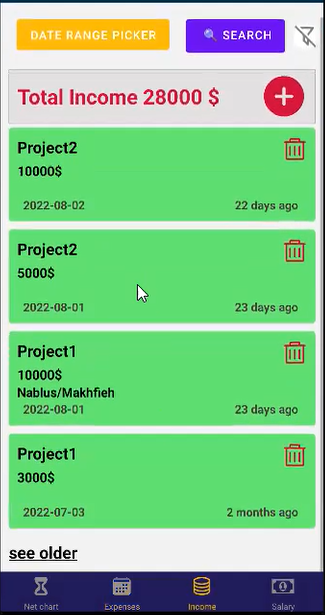 DATE RANGE PICKER
SEARCH
Total Income 28000 $
Project2
10000$
2022-08-02 22 days ago
Project2
5000$
2022-08-01 23 days ago
Project1
10000$
Nablus/Makhfieh
2022-08-01 23 days ago
Project1
3000$
2022-07-03 2 months ago
see older
Net chart Expenses Income Salary